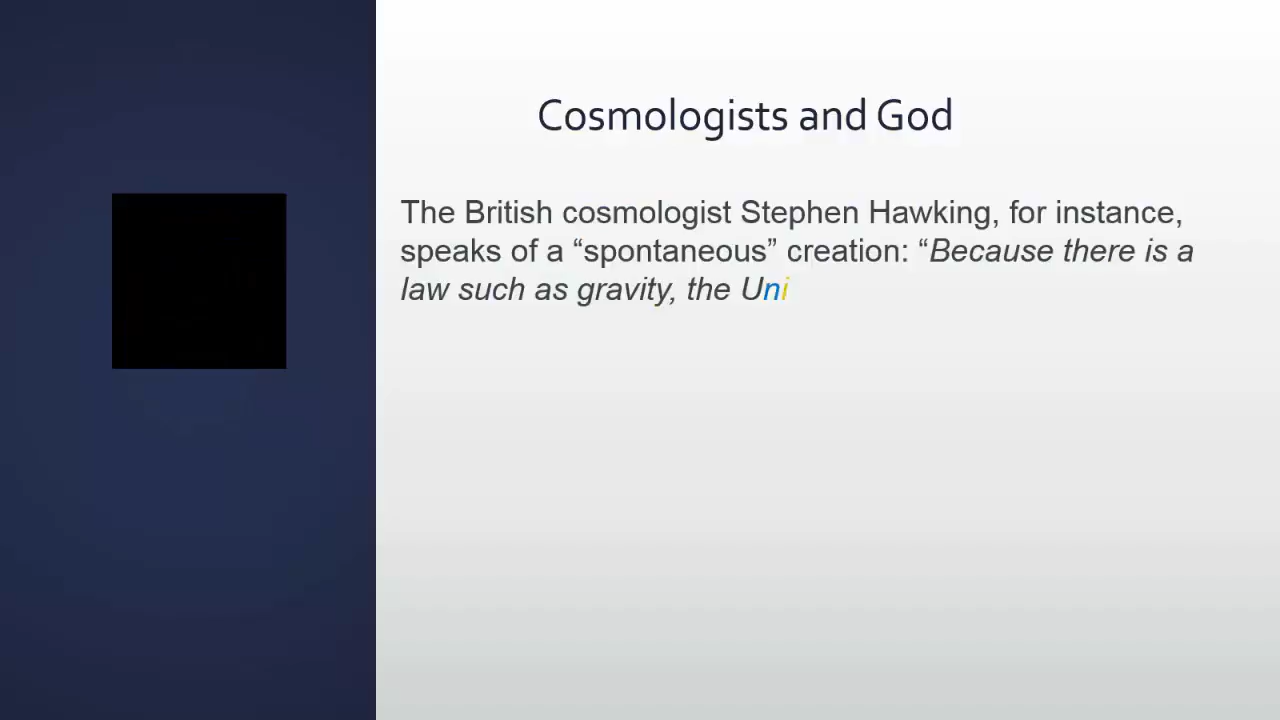 Cosmologists and God
The British cosmologist Stephen Hawking, for instance,
speaks of a “spontaneous” creation: “Because there is a
law such as gravity, the Uni